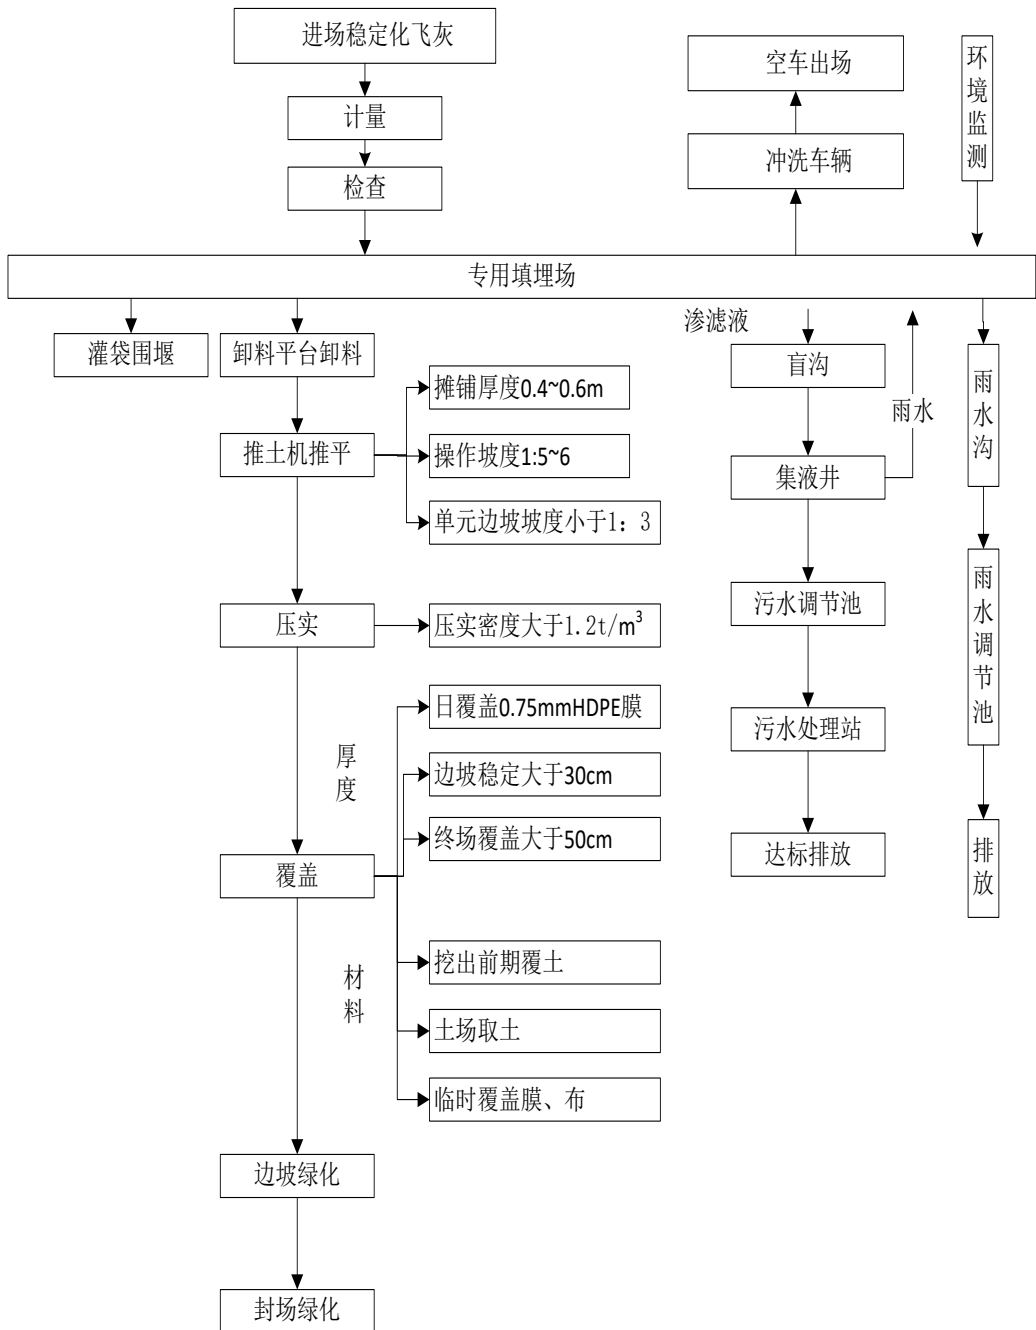 进场稳定化飞灰
计量
检查
空车出场
冲洗车辆
环境监测
专用填埋场
灌袋围堰
卸料平台卸料
推土机推平
摊铺厚度0.4~0.6m
操作坡度1:5~6
单元边坡坡度小于1：3
压实
压实密度大于1.2t/m³
厚度
日覆盖0.75mmHDPE膜
边坡稳定大于30cm
终场覆盖大于50cm
覆盖
材料
挖出前期覆土
土场取土
临时覆盖膜、布
边坡绿化
封场绿化
渗滤液
盲沟
集液井
雨水
污水调节池
污水处理站
达标排放
雨水沟
雨水调节池
排放